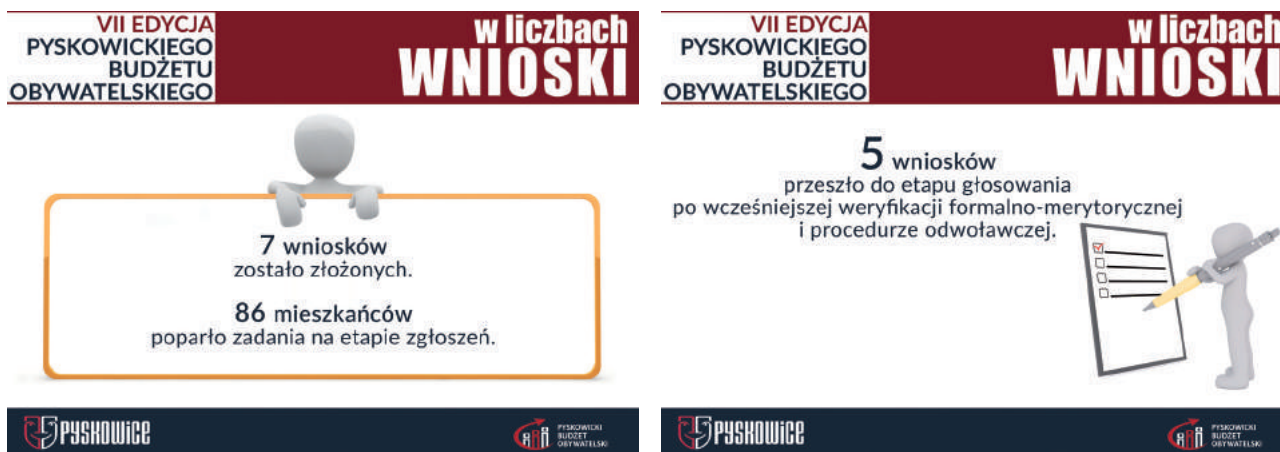 VII EDYCJA
PYSKOWICKIEGO
BUDŻETU
OBYWATELSKIEGO
w liczbach
WNIOSKI
7 wniosków
zostało złożonych.
86 mieszkańców
poparło zadania na etapie zgłoszeń.
PYSKOWICE
PYSKOWICKI
BUDŻET
OBYWATELSKI
VII EDYCJA
PYSKOWICKIEGO
BUDŻETU
OBYWATELSKIEGO
w liczbach
WNIOSKI
5 wniosków
przeszło do etapu głosowania
po wcześniejszej weryfikacji formalno-merytorycznej
i procedurze odwoławczej.
PYSKOWICE
PYSKOWICKI
BUDŻET
OBYWATELSKI